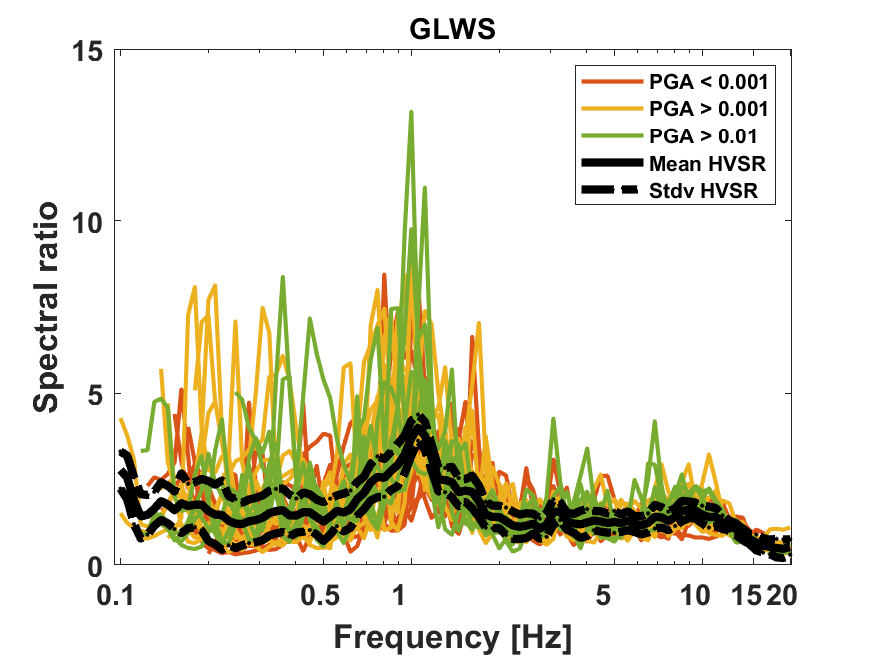 GLWS
15
10
5
0
Spectral ratio
PGA < 0.001
PGA > 0.001
PGA > 0.01
Mean HVSR
Stdv HVSR
0.1 0.5 1 5 10 15 20
Frequency [Hz]